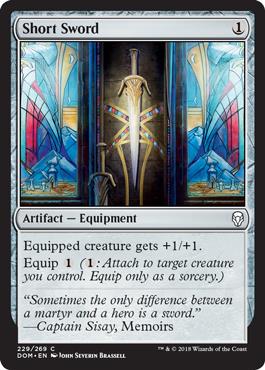 Short Sword 1
Artifact — Equipment
Equipped creature gets +1/+1.
Equip 1 (1: Attach to target creature
you control. Equip only as a sorcery.)
“Sometimes the only difference between
a martyr and a hero is a sword.”
—Captain Sisay, Memoirs
229/269 C
DOM • EN John Severin Brassell
™ & © 2018 Wizards of the Coast